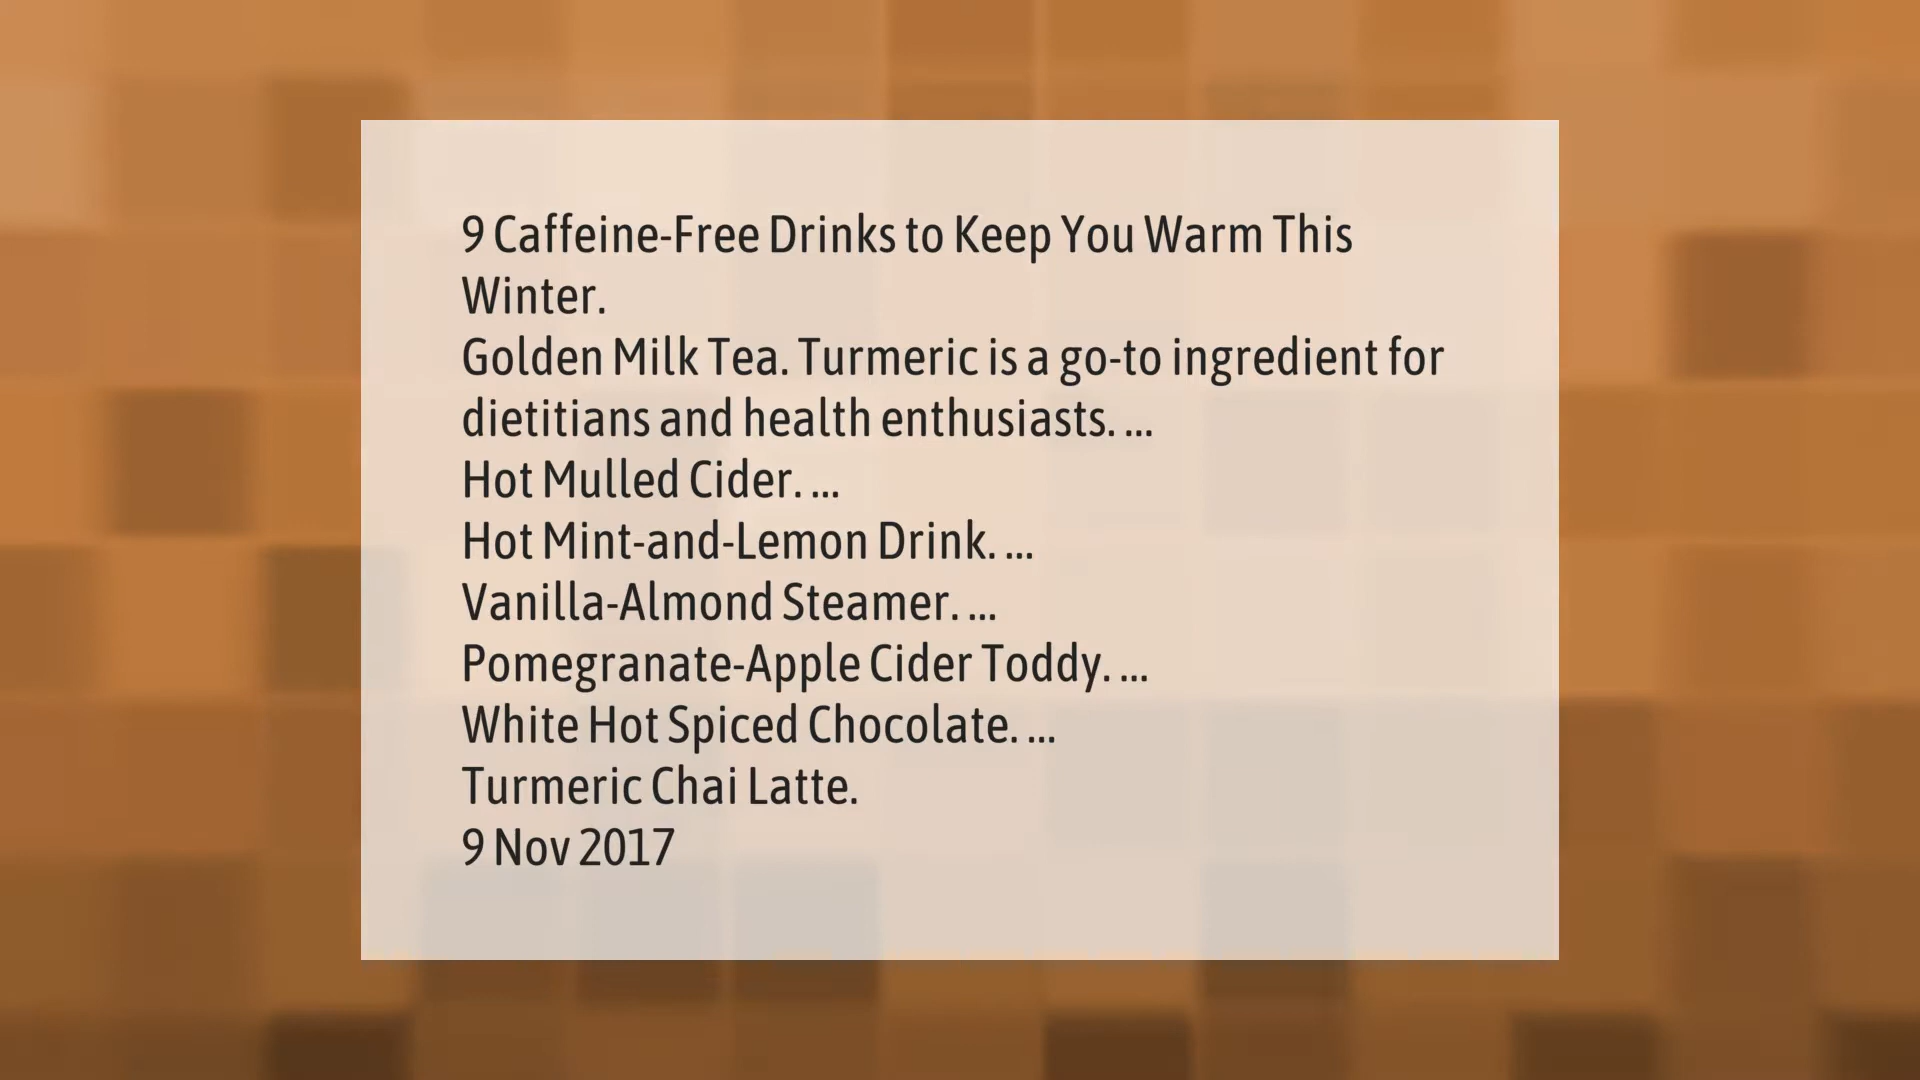 9 Caffeine-Free Drinks to Keep You Warm This
Winter.
Golden Milk Tea. Turmeric is a go-to ingredient for
dietitians and health enthusiasts. ...
Hot Mulled Cider. ...
Hot Mint-and-Lemon Drink. ...
Vanilla-Almond Steamer. ...
Pomegranate-Apple Cider Toddy. ...
White Hot Spiced Chocolate. ...
Turmeric Chai Latte.
9 Nov 2017